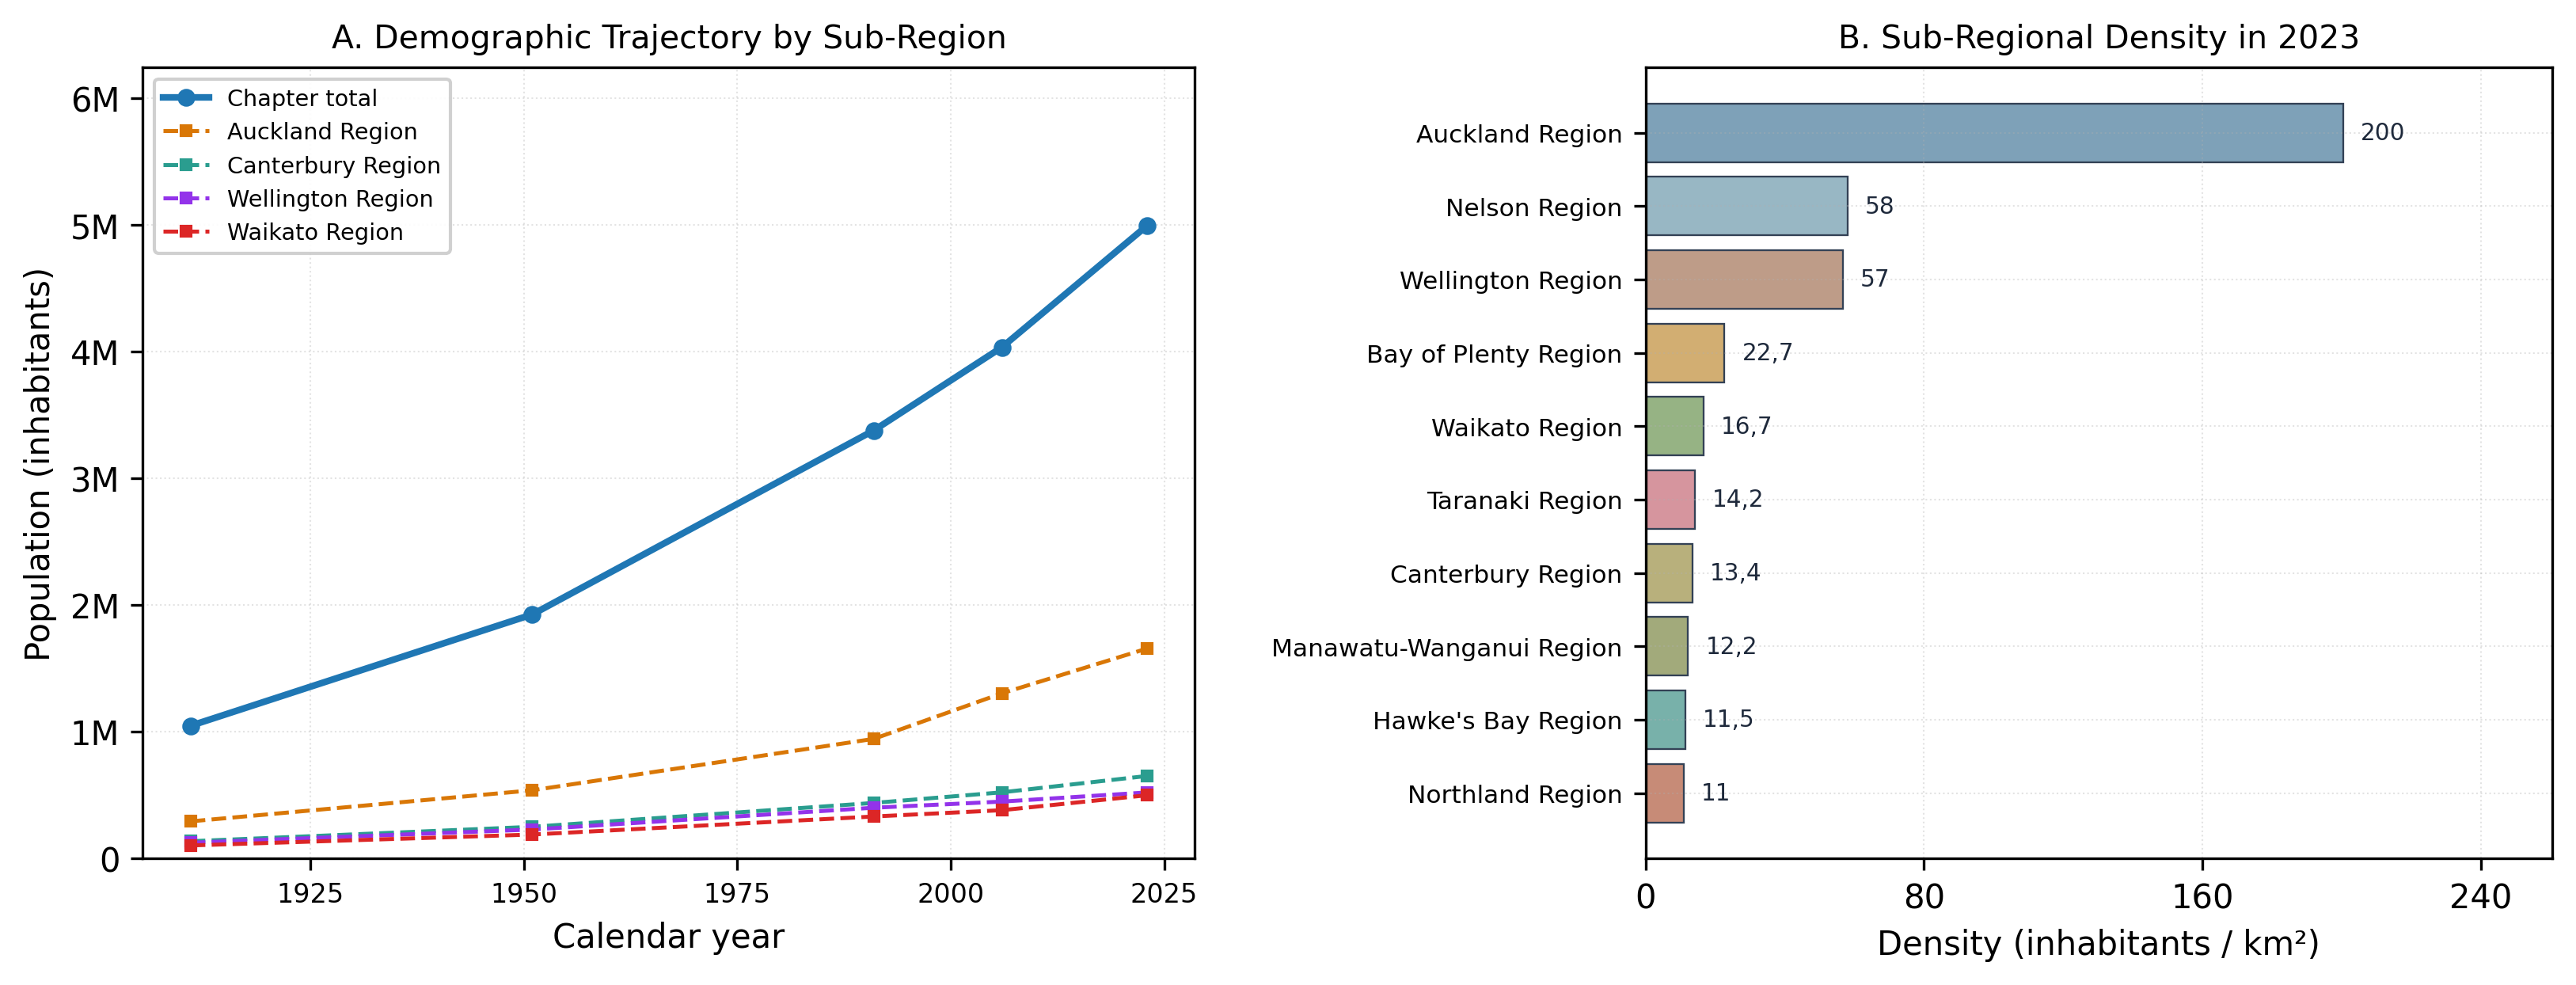 A. Demographic Trajectory by Sub-Region
Population (inhabitants)
6M
5M
4M
3M
2M
1M
0
Chapter total
Auckland Region
Canterbury Region
Wellington Region
Waikato Region
1925
1950
1975
2000
2025
Calendar year
B. Sub-Regional Density in 2023
Auckland Region 200
Nelson Region 58
Wellington Region 57
Bay of Plenty Region 22,7
Waikato Region 16,7
Taranaki Region 14,2
Canterbury Region 13,4
Manawatu-Wanganui Region 12,2
Hawke's Bay Region 11,5
Northland Region 11
0
80
160
240
Density (inhabitants / km²)